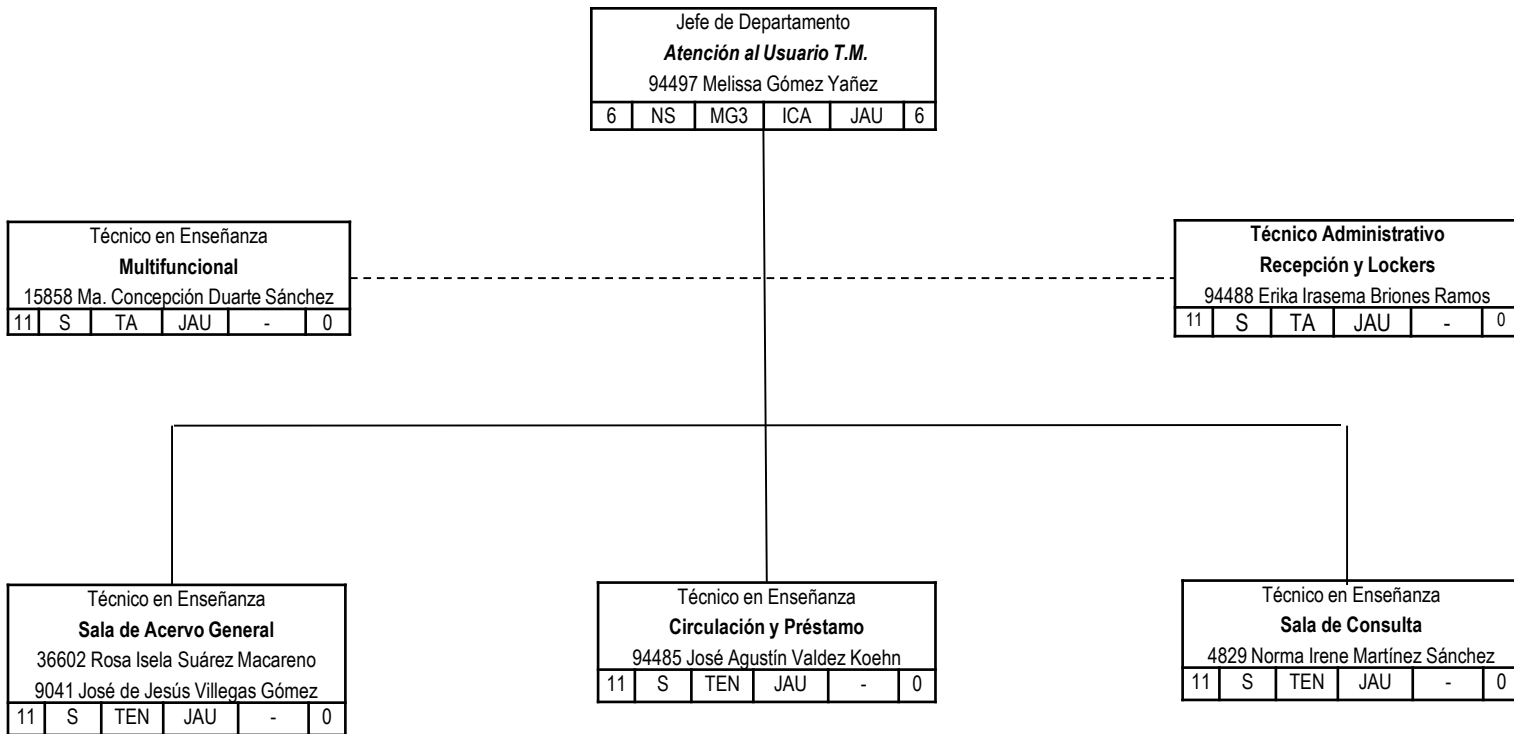 Jefe de Departamento
Atención al Usuario T.M.
94497 Melissa Gómez Yañez
6 NS MG3 ICA JAU 6
Técnico en Enseñanza
Multifuncional
15858 Ma. Concepción Duarte Sánchez
11 S TA JAU - 0
Técnico Administrativo
Recepción y Lockers
94488 Erika Irasema Briones Ramos
11 S TA JAU - 0
Técnico en Enseñanza
Sala de Acervo General
36602 Rosa Isela Suárez Macareno
9041 José de Jesús Villegas Gómez
11 S TEN JAU - 0
Técnico en Enseñanza
Circulación y Préstamo
94485 José Agustín Valdez Koehn
11 S TEN JAU - 0
Técnico en Enseñanza
Sala de Consulta
4829 Norma Irene Martínez Sánchez
11 S TEN JAU - 0